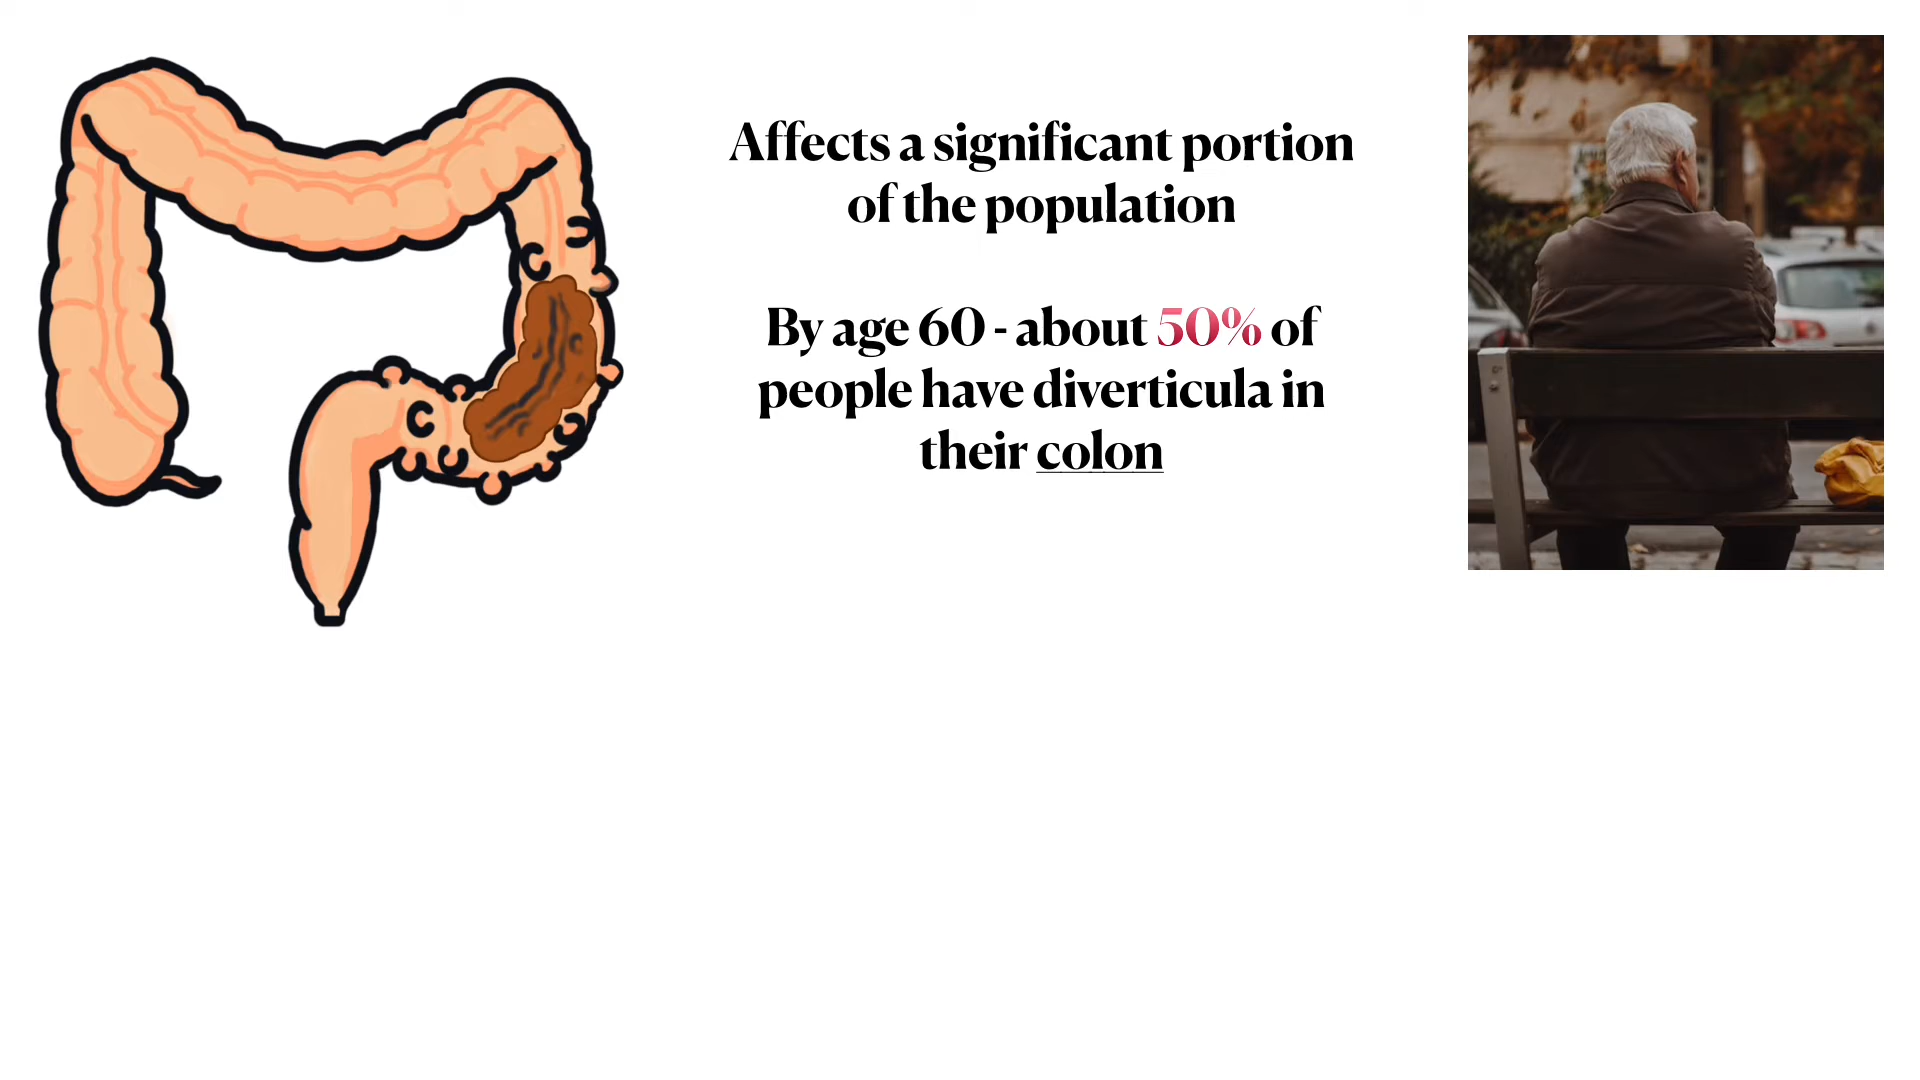 Affects a significant portion
of the population
By age 60 - about 50% of
people have diverticula in
their colon